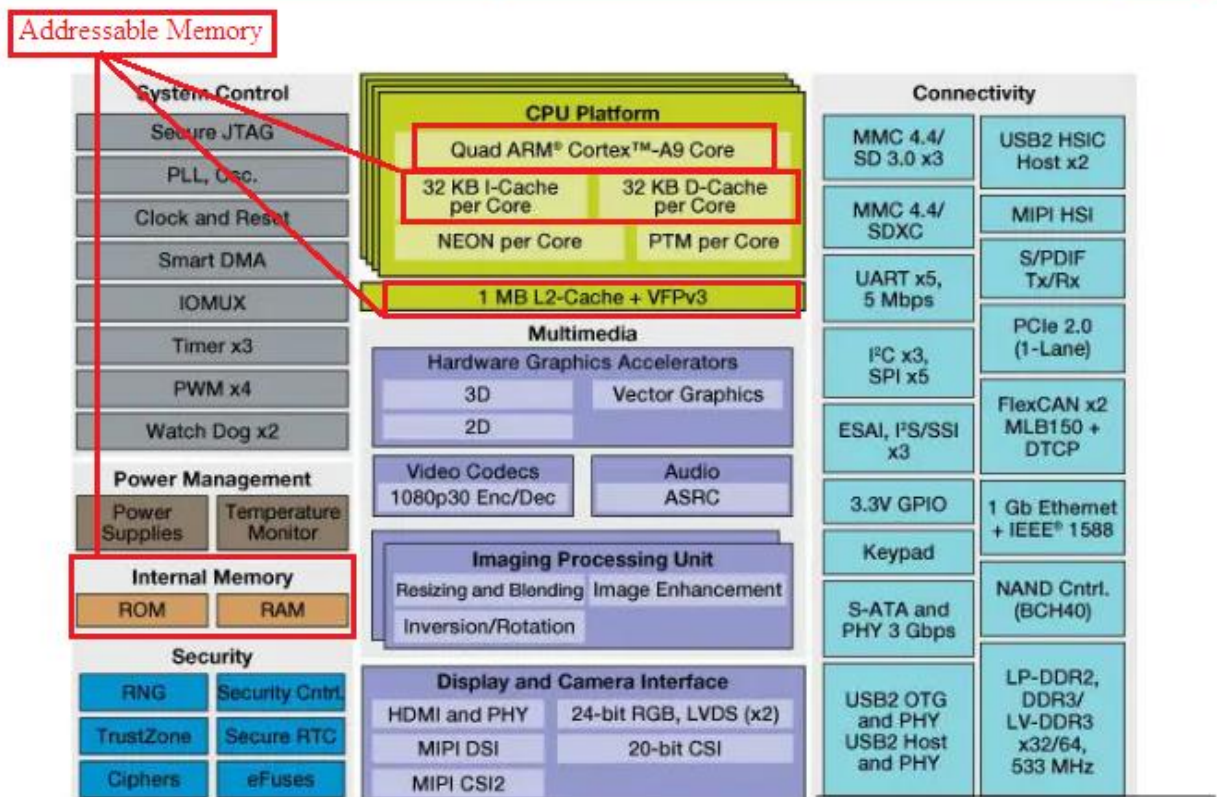 Addressable Memory
System Control
Secure JTAG
PLL, Osc.
Clock and Reset
Smart DMA
IOMUX
Timer x3
PWM x4
Watch Dog x2
Power Management
Power
Supplies
Temperature
Monitor
Internal Memory
ROM
RAM
Security
RNG
Security Cntrl.
TrustZone
Secure RTC
Ciphers
eFuses
CPU Platform
Quad ARM® Cortex™-A9 Core
32 KB I-Cache
per Core
32 KB D-Cache
per Core
NEON per Core
PTM per Core
1 MB L2-Cache + VFPv3
Multimedia
Hardware Graphics Accelerators
3D
Vector Graphics
2D
Video Codecs
1080p30 Enc/Dec
Audio
ASRC
Imaging Processing Unit
Resizing and Blending
Image Enhancement
Inversion/Rotation
Display and Camera Interface
HDMI and PHY
24-bit RGB, LVDS (x2)
MIPI DSI
20-bit CSI
MIPI CSI2
Connectivity
MMC 4.4/
SD 3.0 x3
MMC 4.4/
SDXC
UART x5,
5 Mbps
I²C x3,
SPI x5
ESAI, I²S/SSI
x3
3.3V GPIO
Keypad
S-ATA and
PHY 3 Gbps
USB2 OTG
and PHY
USB2 Host
and PHY
USB2 HSIC
Host x2
MIPI HSI
S/PDIF
Tx/Rx
PCIe 2.0
(1-Lane)
FlexCAN x2
MLB150 +
DTCP
1 Gb Ethernet
+ IEEE® 1588
NAND Cntrl.
(BCH40)
LP-DDR2,
DDR3/
LV-DDR3
x32/64,
533 MHz